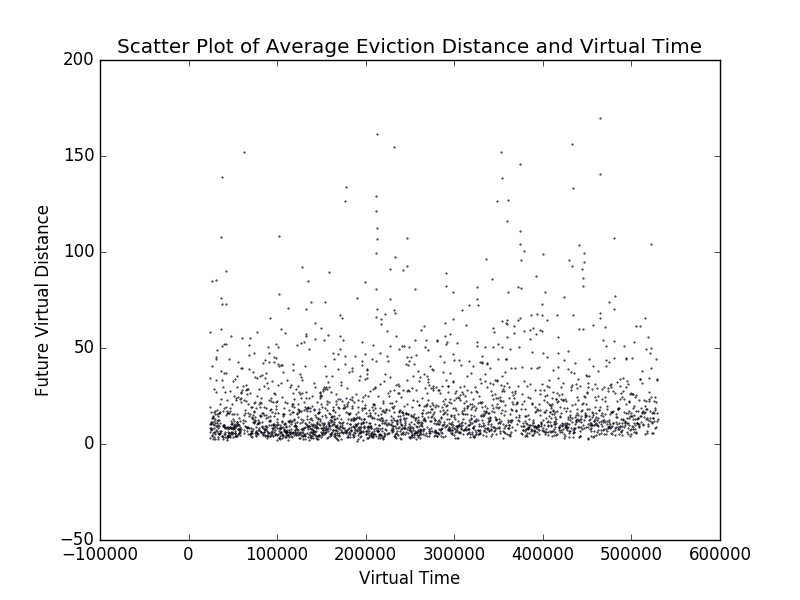 Scatter Plot of Average Eviction Distance and Virtual Time
200
150
100
50
0
−50
Future Virtual Distance
−100000 0 100000 200000 300000 400000 500000 600000
Virtual Time